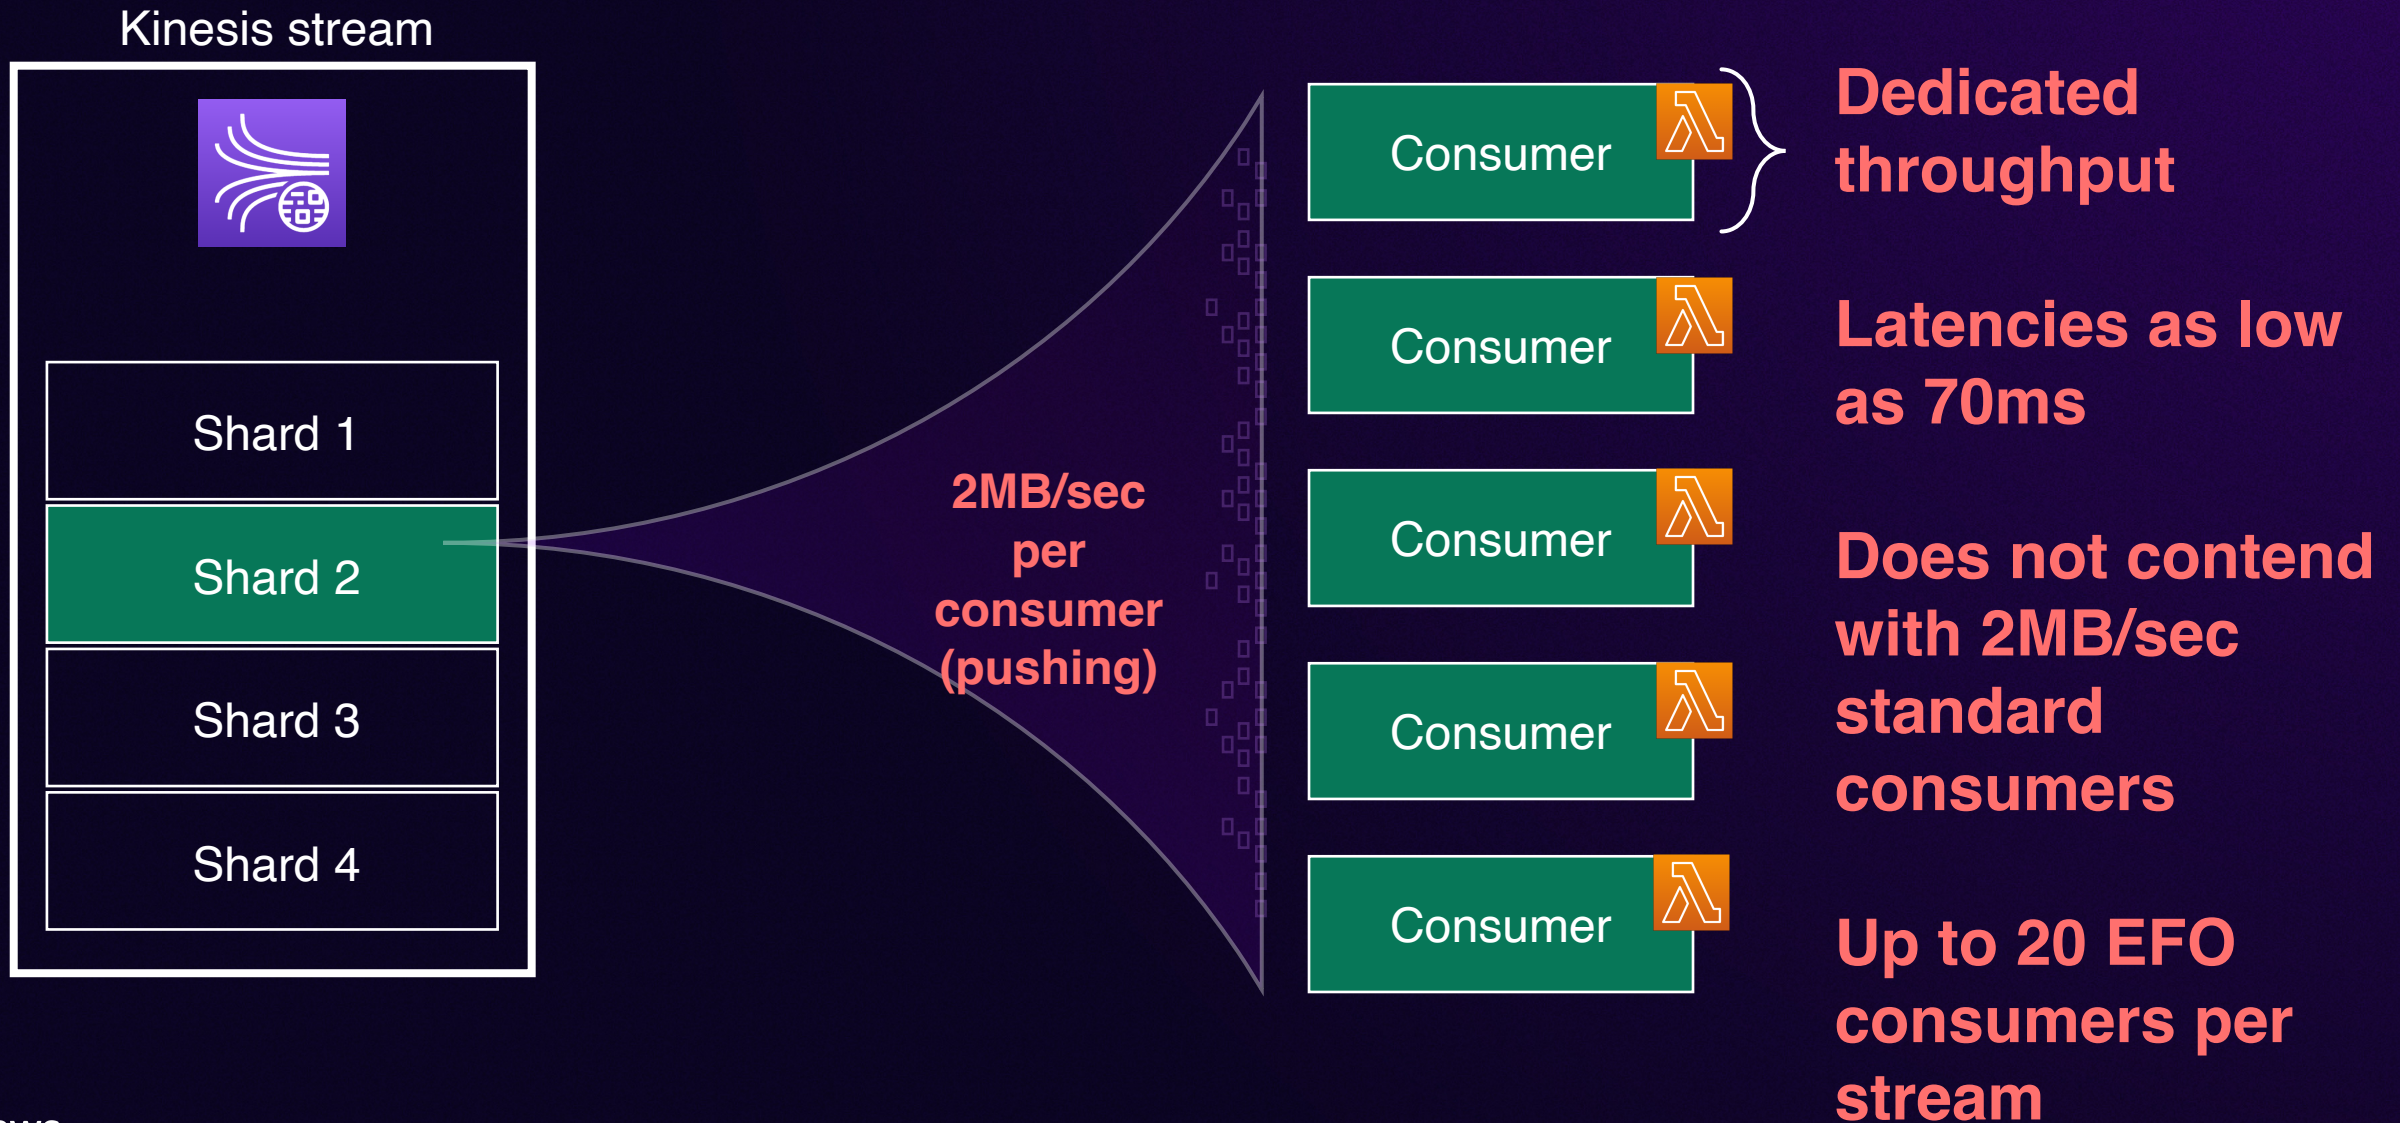 Kinesis stream
Shard 1
Shard 2
Shard 3
Shard 4
2MB/sec
per
consumer
(pushing)
Consumer
Consumer
Consumer
Consumer
Consumer
Dedicated
throughput
Latencies as low
as 70ms
Does not contend
with 2MB/sec
standard
consumers
Up to 20 EFO
consumers per
stream